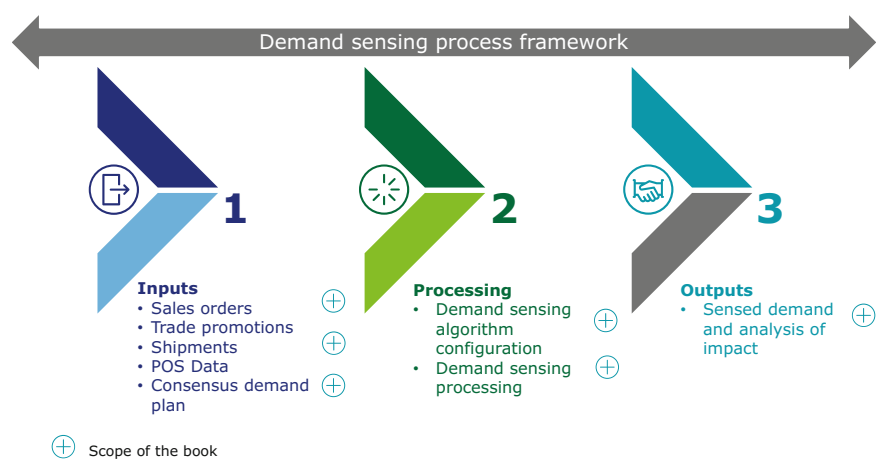 Demand sensing process framework
1
2
3
Inputs
• Sales orders
• Trade promotions
• Shipments
• POS Data
• Consensus demand
plan
Processing
• Demand sensing
algorithm
configuration
• Demand sensing
processing
Outputs
• Sensed demand
and analysis of
impact
Scope of the book